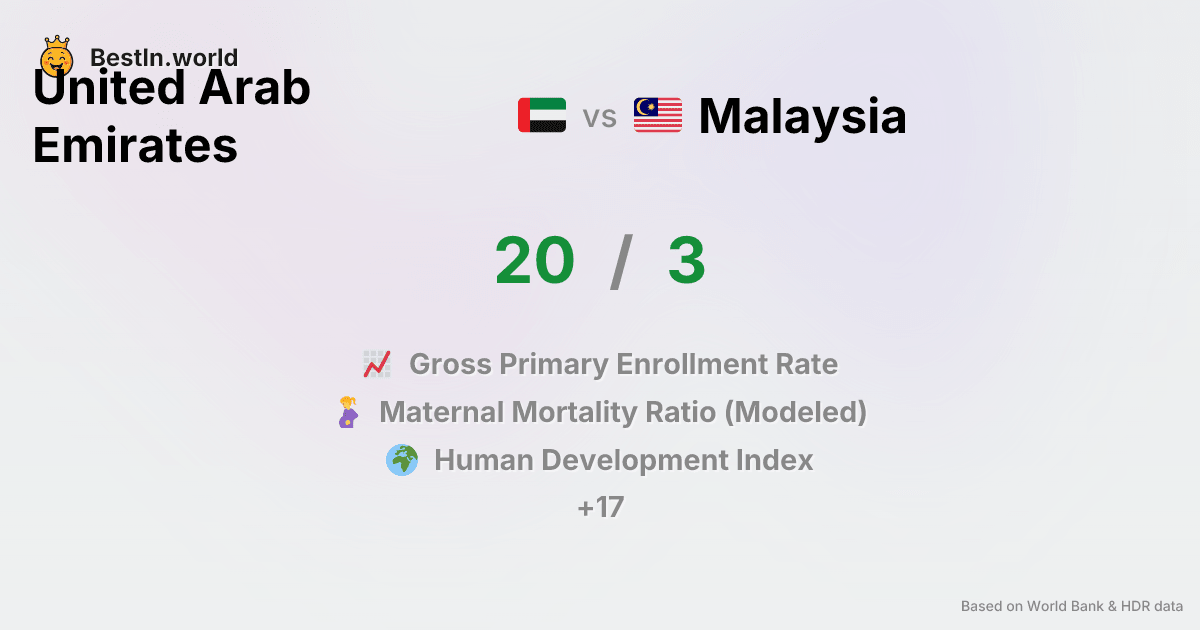 BestIn.world
United Arab
Emirates
vs
Malaysia
20 / 3
Gross Primary Enrollment Rate
Maternal Mortality Ratio (Modeled)
Human Development Index
+17
Based on World Bank & HDR data